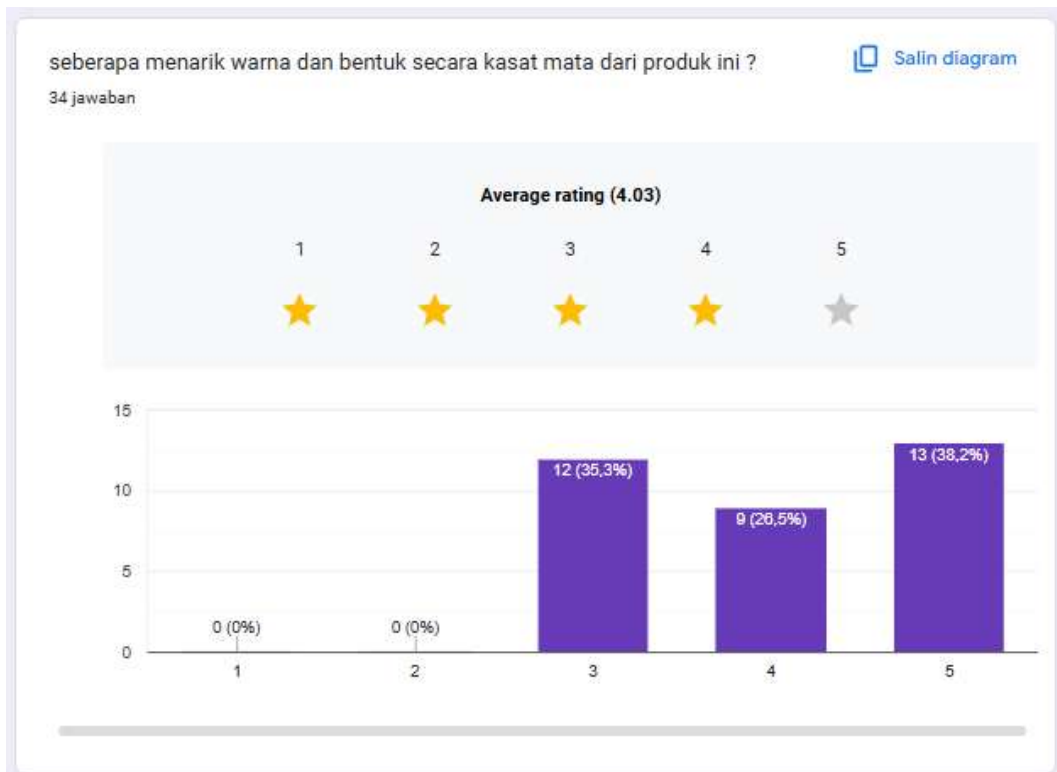 seberapa menarik warna dan bentuk secara kasat mata dari produk ini ?
Salin diagram
34 jawaban
Average rating (4.03)
1 2 3 4 5
15
10
5
0
0 (0%)
0 (0%)
12 (35,3%)
9 (26,5%)
13 (38,2%)
1 2 3 4 5